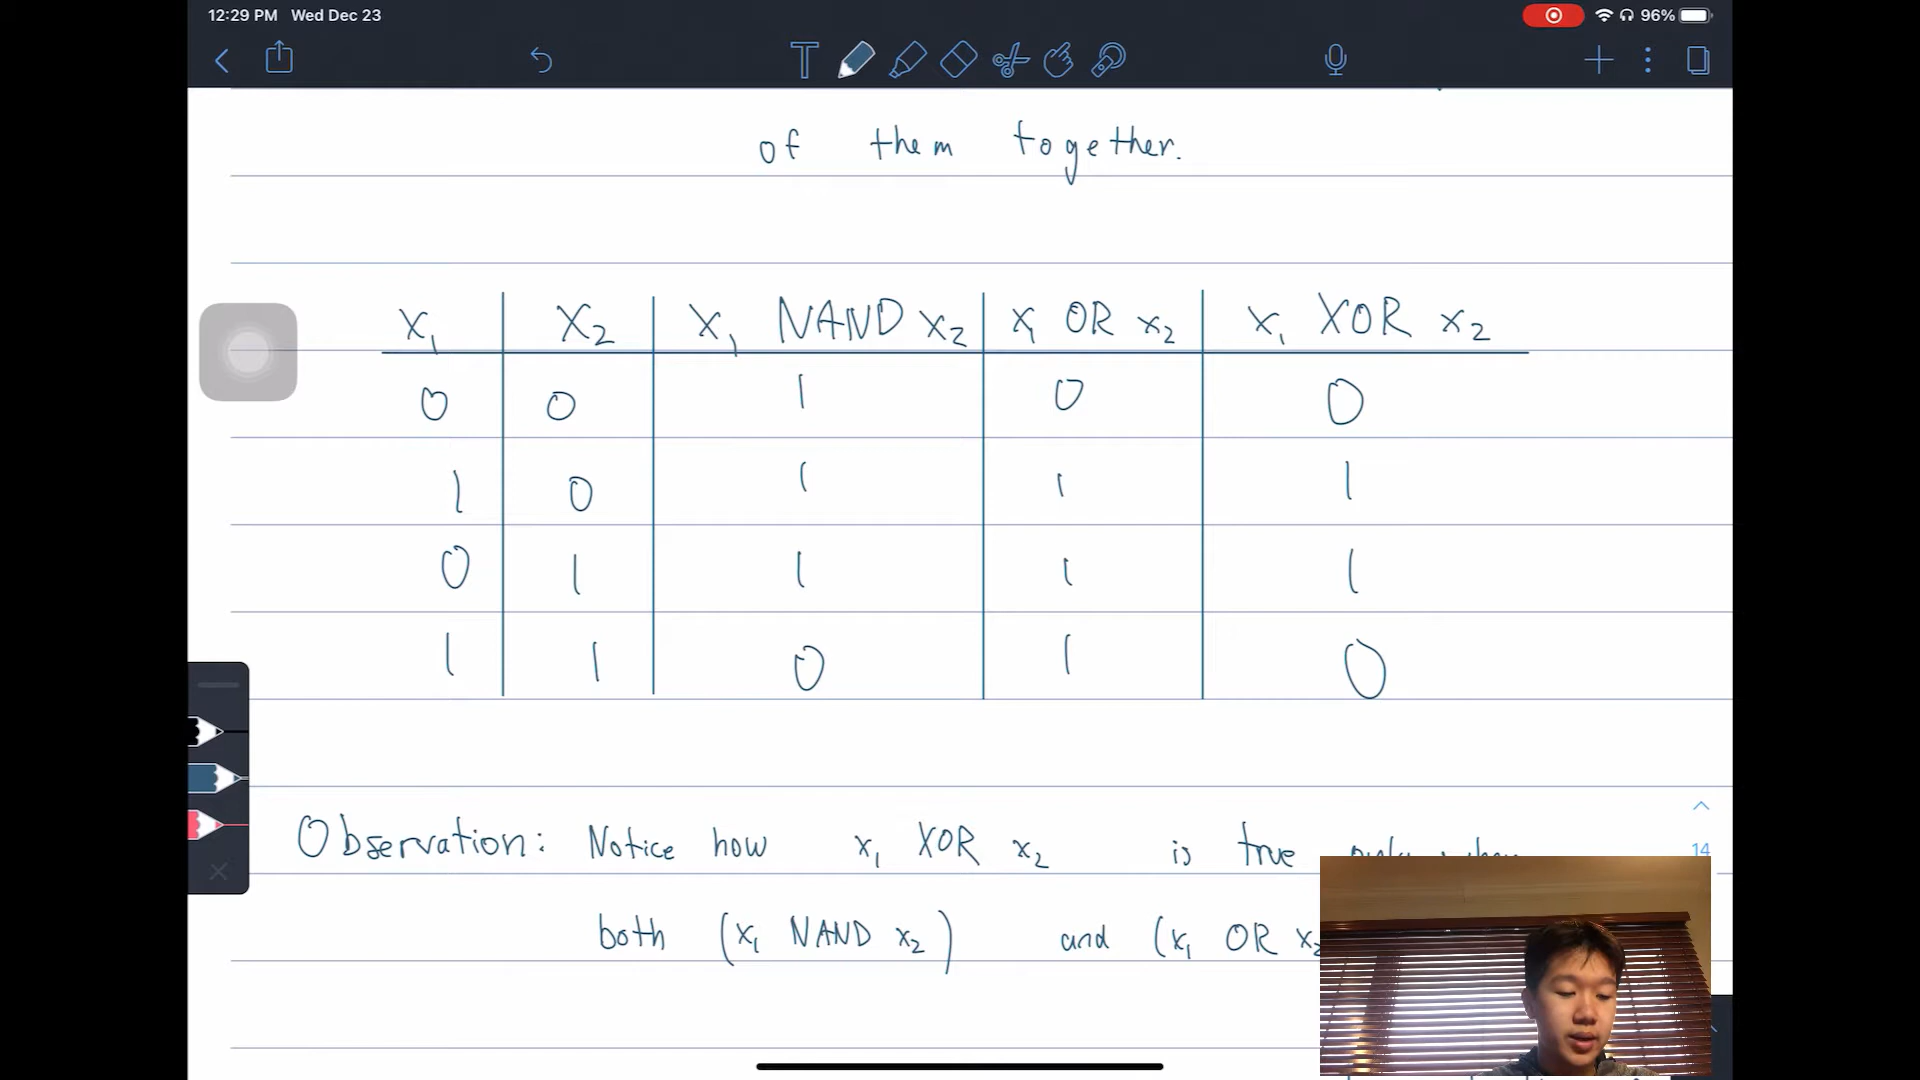 12:29 PM Wed Dec 23
96%
of them together.
x₁ x₂ x₁ NAND x₂ x₁ OR x₂ x₁ XOR x₂
0 0 1 0 0
1 0 1 1 1
0 1 1 1 1
1 1 0 1 0
Observation: Notice how x₁ XOR x₂ is true only when
14
both (x₁ NAND x₂) and (x₁ OR x₂